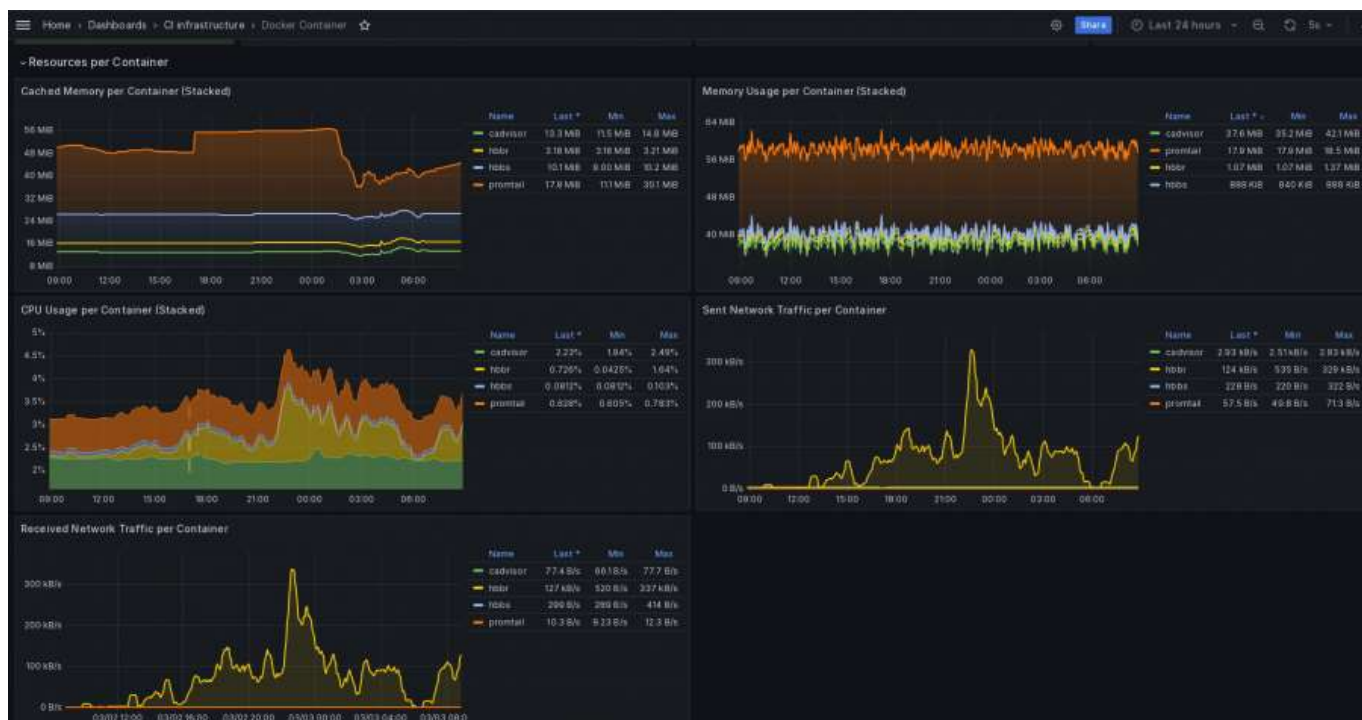 Home › Dashboards › CI infrastructure › Docker Container
Share
Last 24 hours
5s
Resources per Container
Cached Memory per Container (Stacked)
56 MiB
48 MiB
40 MiB
32 MiB
24 MiB
16 MiB
8 MiB
09:00 12:00 15:00 18:00 21:00 00:00 03:00 06:00
Name Last * Min Max
cadvisor 13.3 MiB 11.5 MiB 14.8 MiB
hbbr 3.18 MiB 3.18 MiB 3.21 MiB
hbbs 10.1 MiB 8.00 MiB 10.2 MiB
promtail 17.8 MiB 11.1 MiB 30.1 MiB
Memory Usage per Container (Stacked)
64 MiB
56 MiB
48 MiB
40 MiB
09:00 12:00 15:00 18:00 21:00 00:00 03:00 06:00
Name Last * Min Max
cadvisor 37.6 MiB 35.2 MiB 42.1 MiB
promtail 17.9 MiB 17.9 MiB 18.5 MiB
hbbr 1.07 MiB 1.07 MiB 1.37 MiB
hbbs 888 KiB 840 KiB 888 KiB
CPU Usage per Container (Stacked)
5%
4.5%
4%
3.5%
3%
2.5%
2%
09:00 12:00 15:00 18:00 21:00 00:00 03:00 06:00
Name Last * Min Max
cadvisor 2.23% 1.84% 2.49%
hbbr 0.726% 0.0425% 1.64%
hbbs 0.0812% 0.0812% 0.103%
promtail 0.628% 0.605% 0.783%
Sent Network Traffic per Container
300 kB/s
200 kB/s
100 kB/s
0 B/s
09:00 12:00 15:00 18:00 21:00 00:00 03:00 06:00
Name Last * Min Max
cadvisor 2.93 kB/s 2.51 kB/s 2.93 kB/s
hbbr 124 kB/s 535 B/s 329 kB/s
hbbs 228 B/s 220 B/s 322 B/s
promtail 57.5 B/s 49.8 B/s 71.3 B/s
Received Network Traffic per Container
300 kB/s
200 kB/s
100 kB/s
0 B/s
03/02 12:00 03/02 16:00 03/02 20:00 03/03 00:00 03/03 04:00 03/03 08:0
Name Last * Min Max
cadvisor 77.4 B/s 66.1 B/s 77.7 B/s
hbbr 127 kB/s 520 B/s 337 kB/s
hbbs 299 B/s 289 B/s 414 B/s
promtail 10.3 B/s 9.23 B/s 12.3 B/s